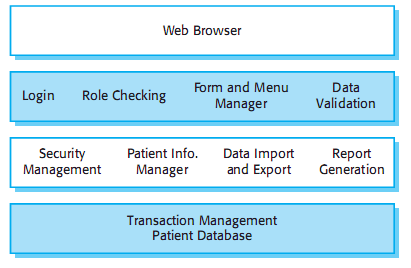 Web Browser
Login Role Checking Form and Menu Manager Data Validation
Security Management Patient Info. Manager Data Import and Export Report Generation
Transaction Management
Patient Database